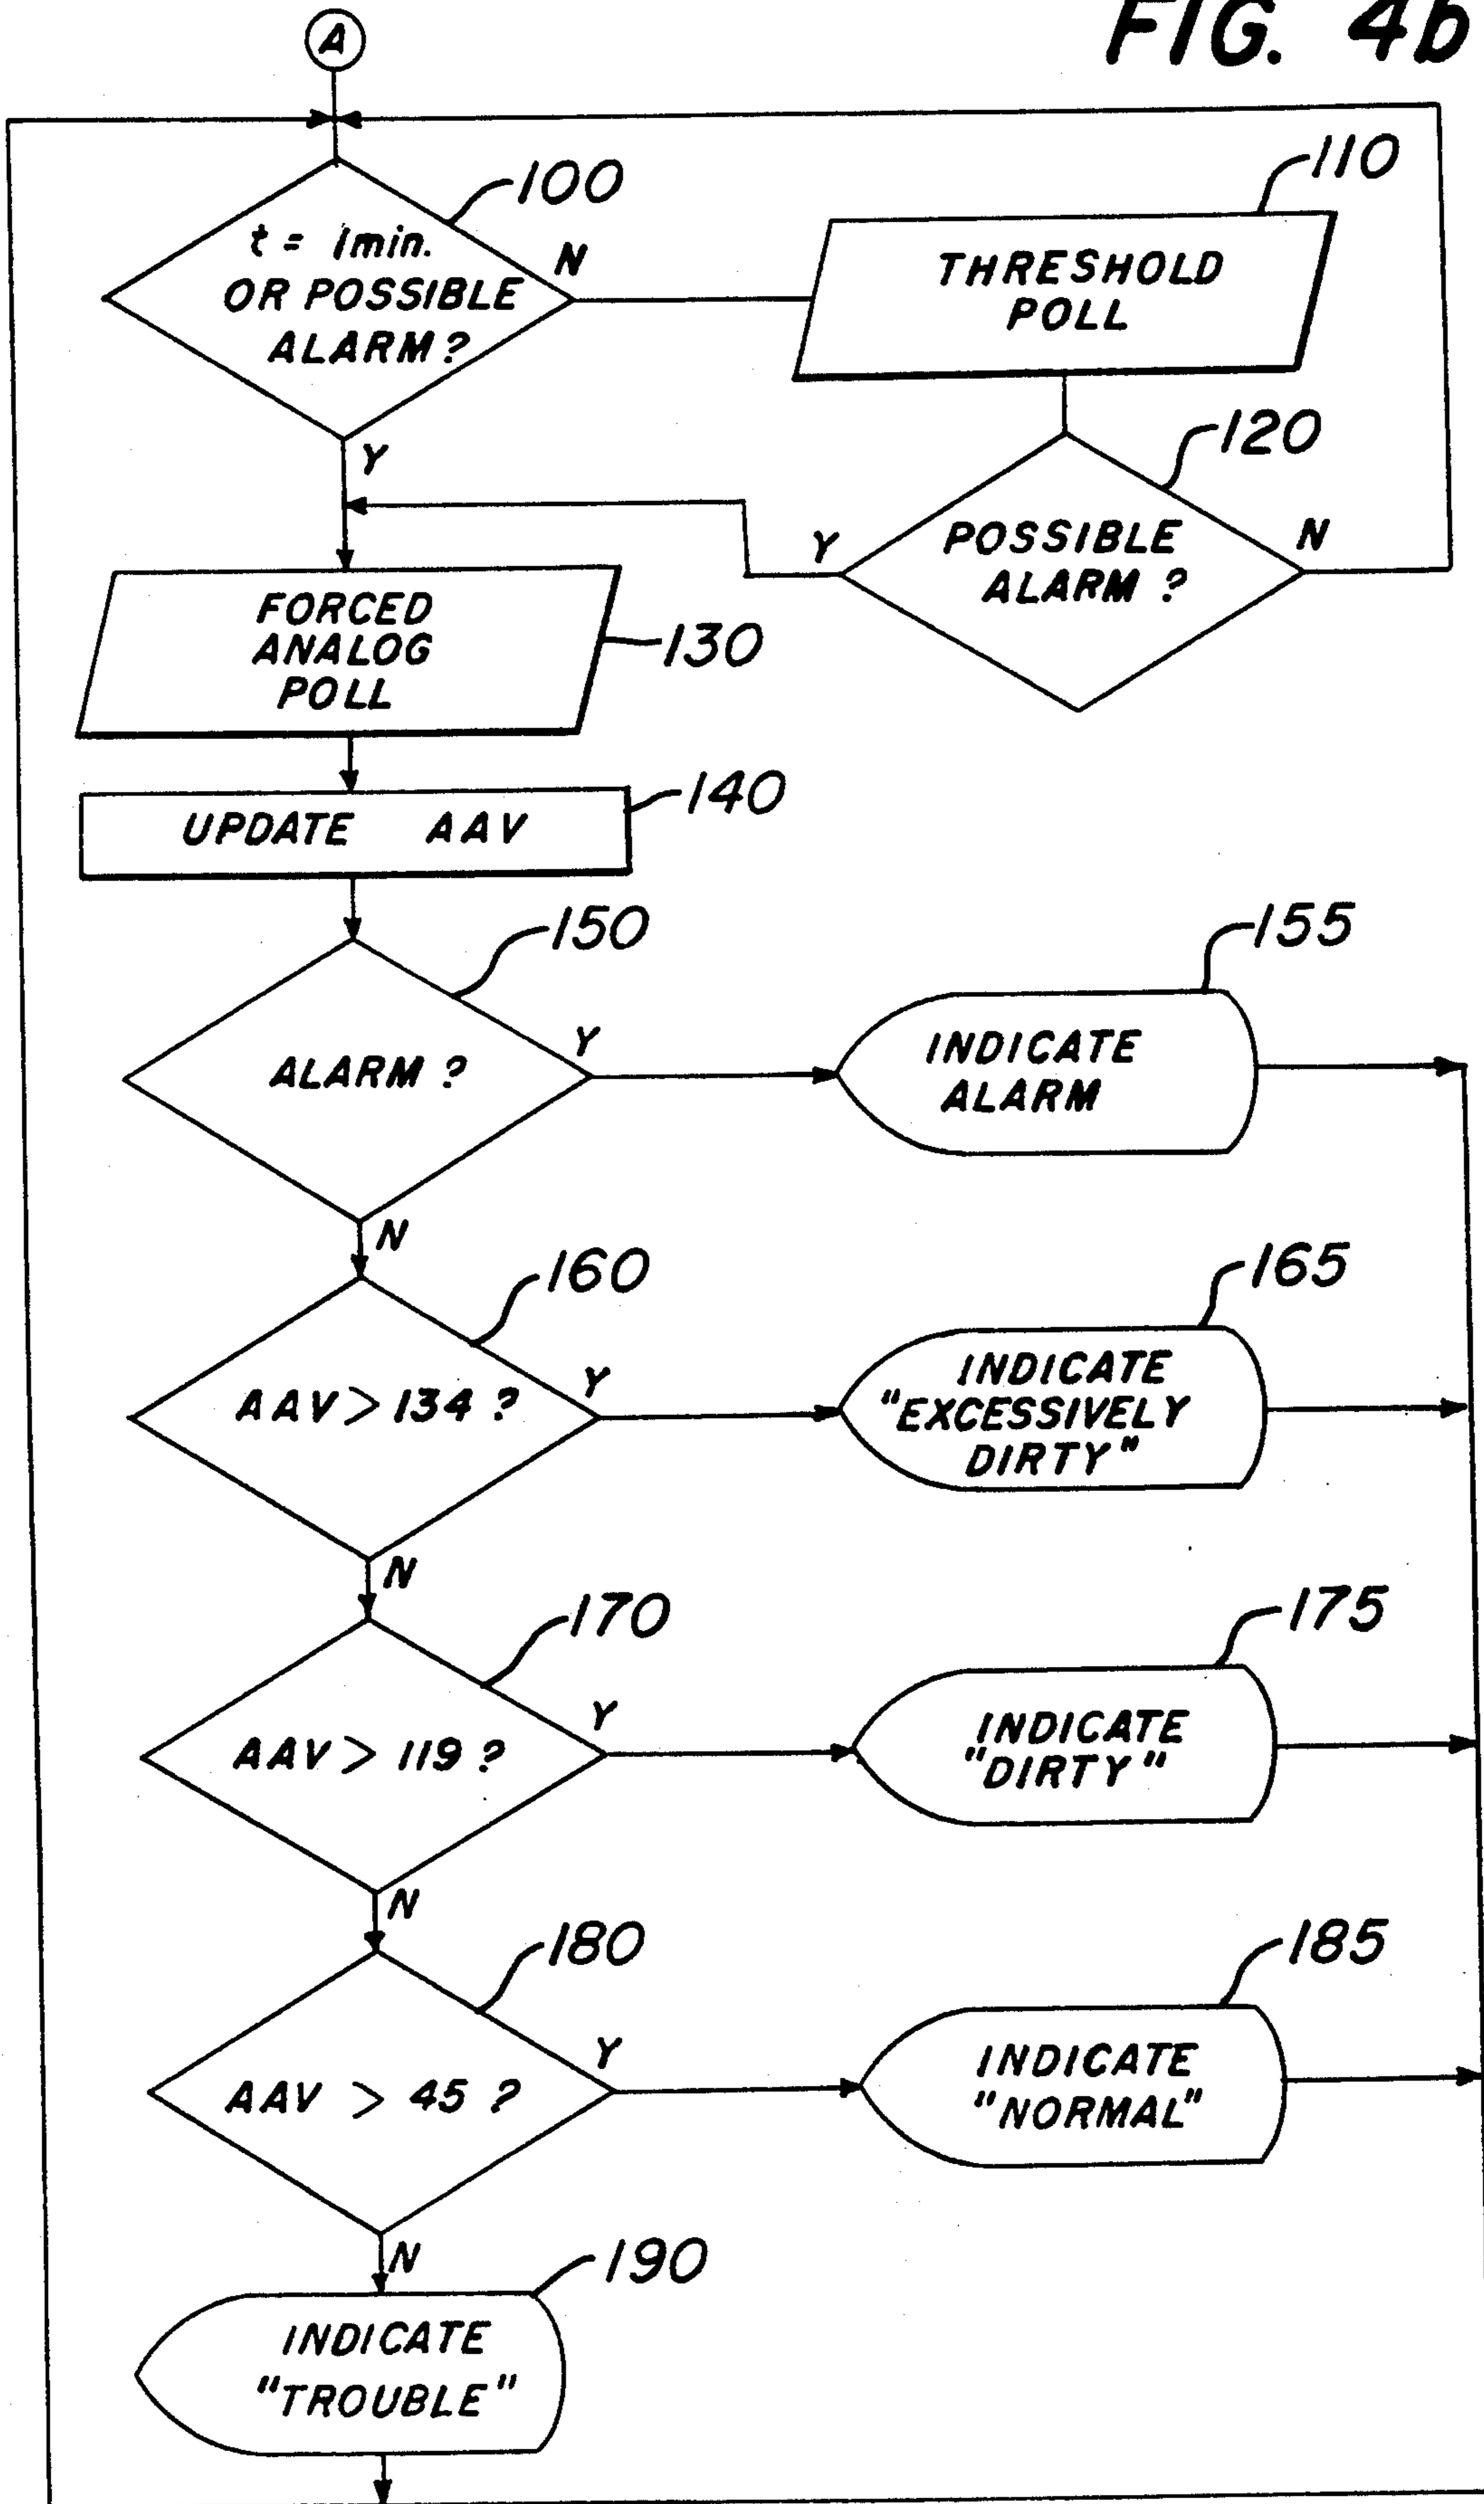 FIG. 4b
A
100
110
t = 1min.
OR POSSIBLE
ALARM ?
N
Y
THRESHOLD
POLL
120
POSSIBLE
ALARM ?
Y
N
FORCED
ANALOG
POLL
130
UPDATE AAV
140
150
ALARM ?
Y
N
155
INDICATE
ALARM
160
AAV > 134 ?
Y
N
165
INDICATE
"EXCESSIVELY
DIRTY"
170
AAV > 119 ?
Y
N
175
INDICATE
"DIRTY"
180
AAV > 45 ?
Y
N
185
INDICATE
"NORMAL"
190
INDICATE
"TROUBLE"